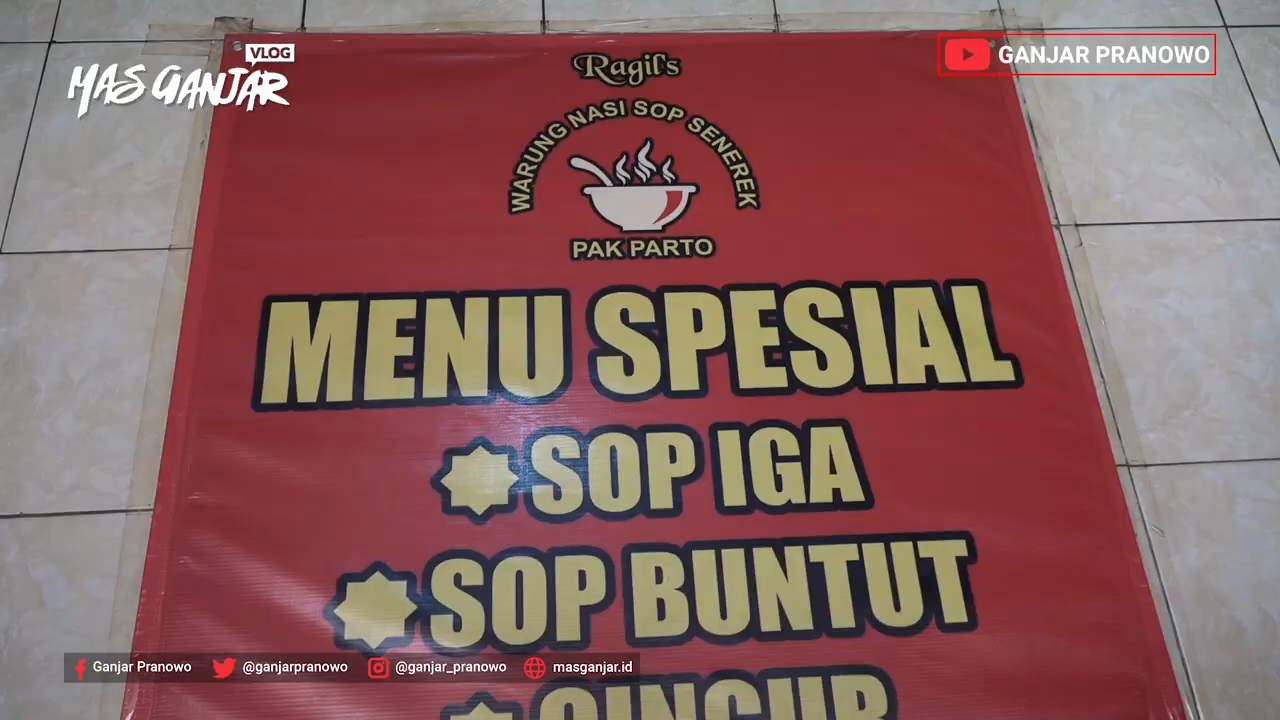 VLOG
MAS GANJAR
GANJAR PRANOWO
Ragil's
WARUNG NASI SOP SENEREK
PAK PARTO
MENU SPESIAL
SOP IGA
SOP BUNTUT
Ganjar Pranowo
@ganjarpranowo
@ganjar_pranowo
masganjar.id